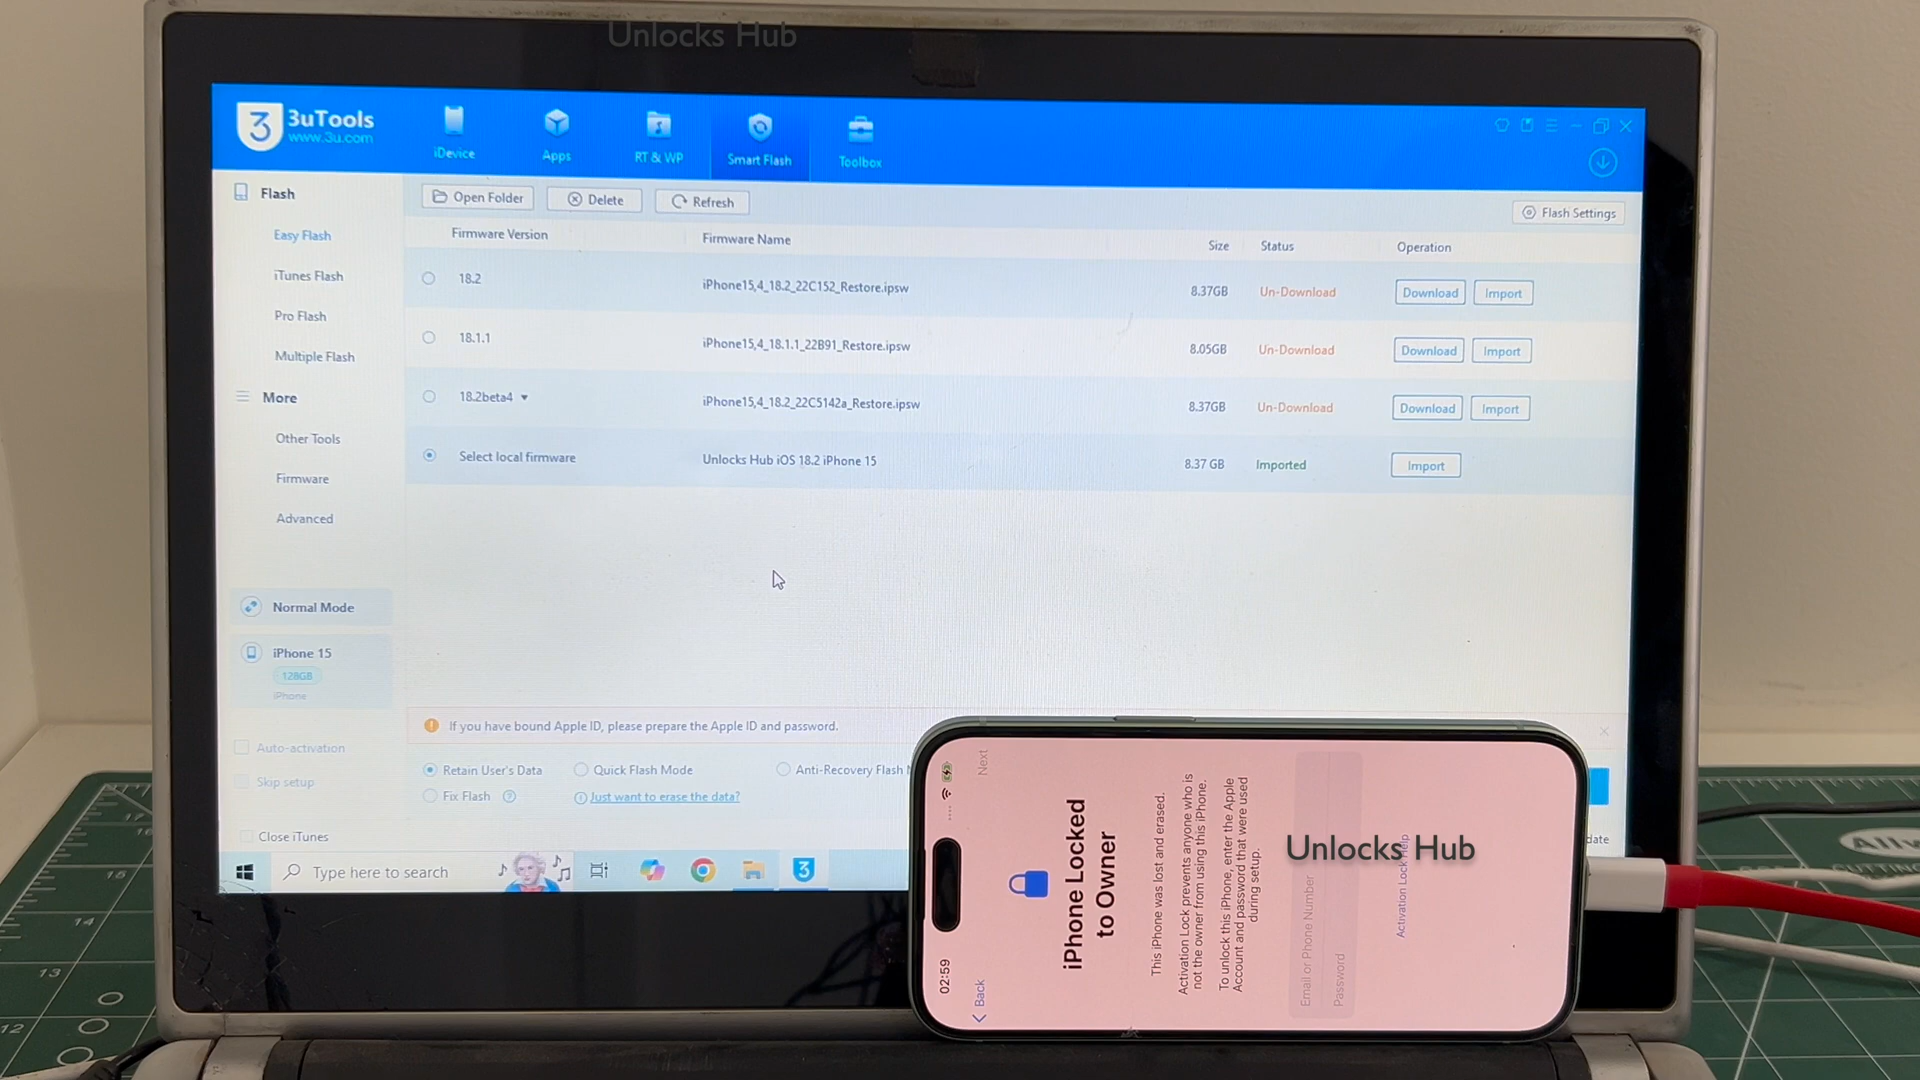 Unlocks Hub
3 3uTools
www.3u.com
iDevice
Apps
RT & WP
Smart Flash
Toolbox
Flash
Easy Flash
iTunes Flash
Pro Flash
Multiple Flash
More
Other Tools
Firmware
Advanced
Normal Mode
iPhone 15
128GB
iPhone
Auto-activation
Skip setup
Close iTunes
Open Folder
Delete
Refresh
Flash Settings
Firmware Version Firmware Name Size Status Operation
18.2 iPhone15,4_18.2_22C152_Restore.ipsw 8.37GB Un-Download Download Import
18.1.1 iPhone15,4_18.1.1_22B91_Restore.ipsw 8.05GB Un-Download Download Import
18.2beta4 iPhone15,4_18.2_22C5142a_Restore.ipsw 8.37GB Un-Download Download Import
Select local firmware Unlocks Hub iOS 18.2 iPhone 15 8.37 GB Imported Import
If you have bound Apple ID, please prepare the Apple ID and password.
Retain User's Data Quick Flash Mode Anti-Recovery Flash
Fix Flash Just want to erase the data?
Type here to search
3
02:59
Back
Next
iPhone Locked
to Owner
This iPhone was lost and erased.
Activation Lock prevents anyone who is
not the owner from using this iPhone.
To unlock this iPhone, enter the Apple
Account and password that were used
during setup.
Email or Phone Number
Password
Activation Lock Help
Unlocks Hub
15
14
13
12